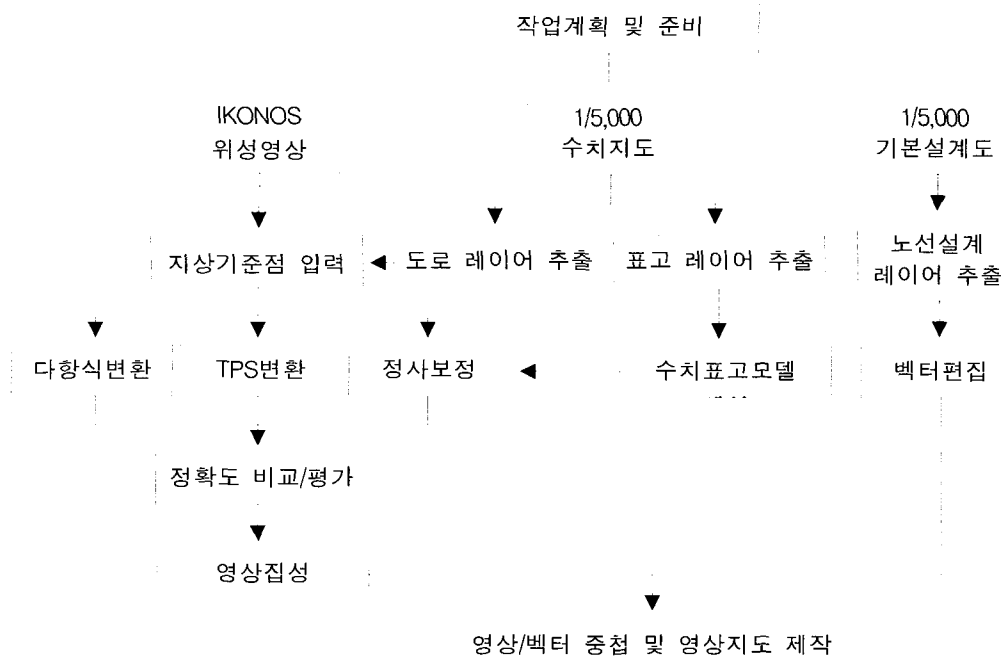 작업계획 및 준비
IKONOS
위성영상
1/5,000
수치지도
1/5,000
기본설계도
지상기준점 입력
도로 레이어 추출
표고 레이어 추출
노선설계
레이어 추출
다항식변환
TPS변환
정사보정
수치표고모델
벡터편집
정확도 비교/평가
영상집성
영상/벡터 중첩 및 영상지도 제작